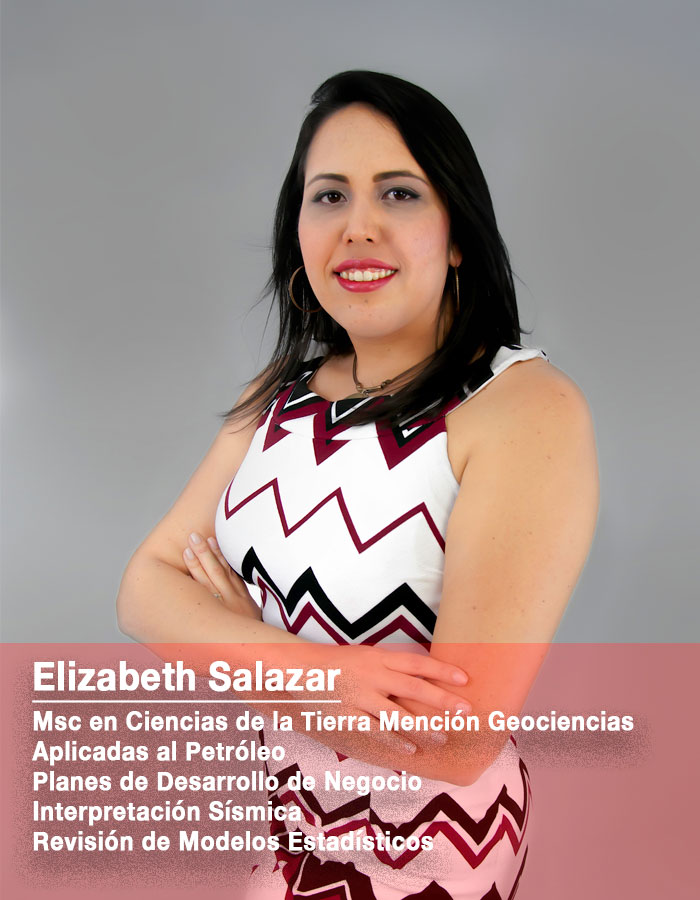 Elizabeth Salazar
Msc en Ciencias de la Tierra Mención Geociencias
Aplicadas al Petróleo
Planes de Desarrollo de Negocio
Interpretación Sísmica
Revisión de Modelos Estadísticos